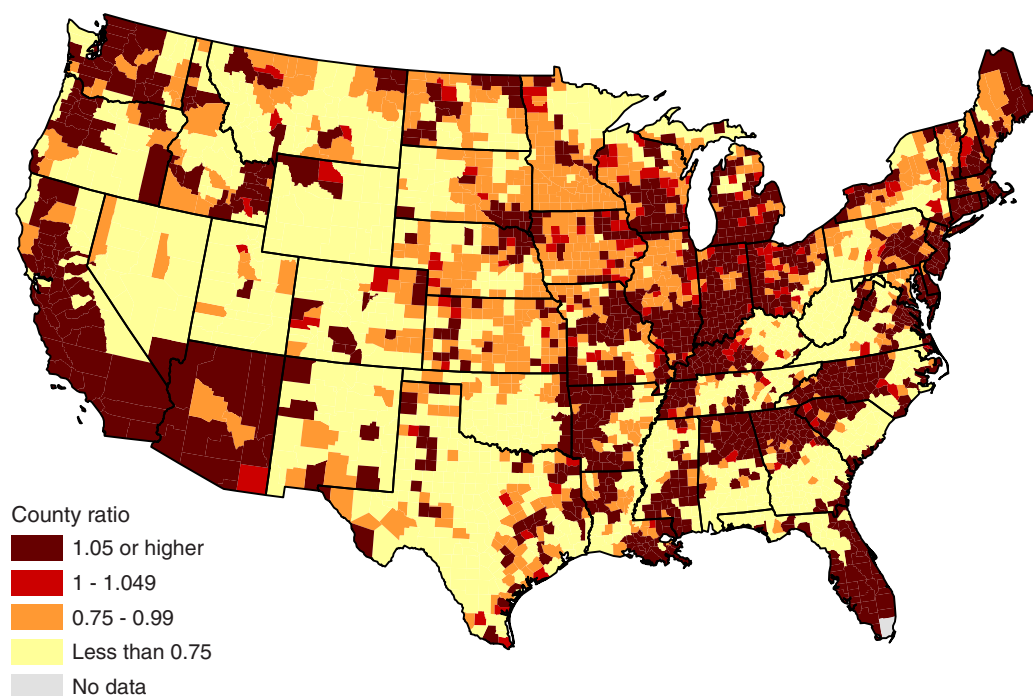 County ratio
1.05 or higher
1 - 1.049
0.75 - 0.99
Less than 0.75
No data